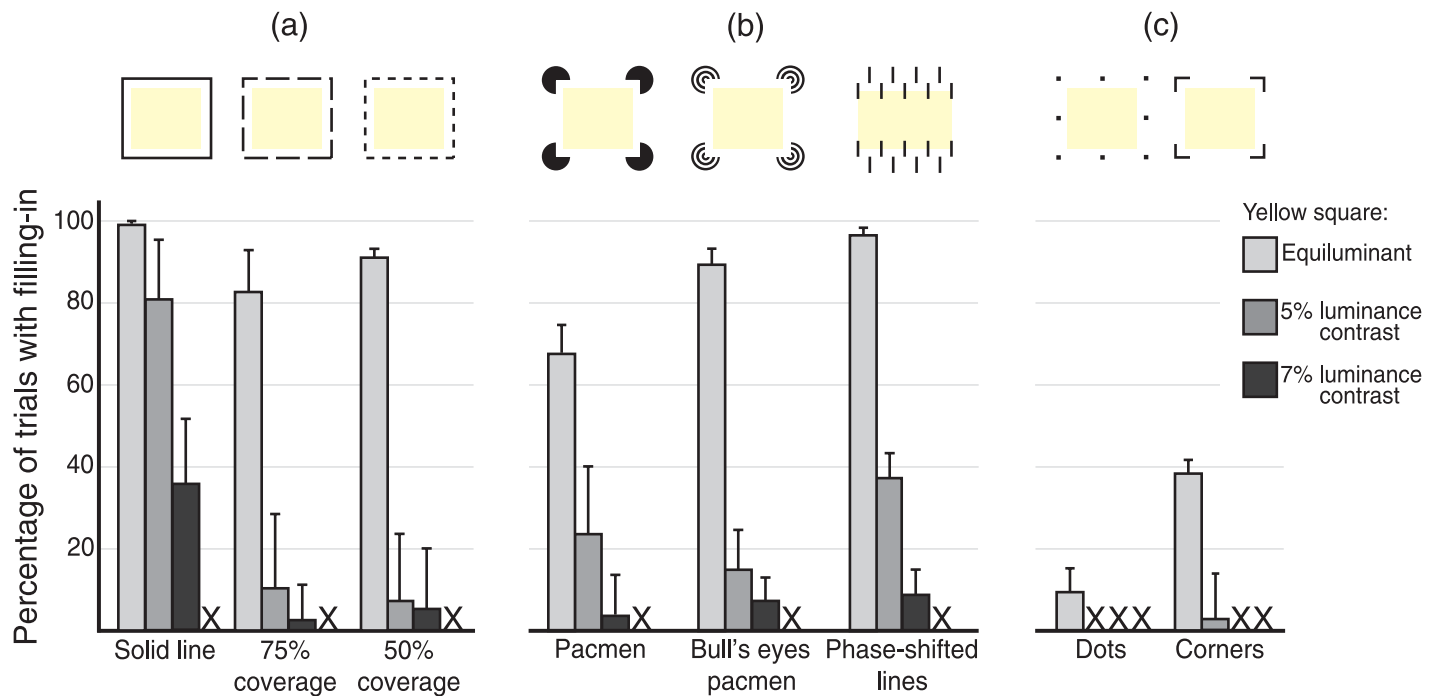 (a)
(b)
(c)
Percentage of trials with filling-in
100
80
60
40
20
X
X
X
X
X
X
X X X
X X
Solid line
75%
coverage
50%
coverage
Pacmen
Bull's eyes
pacmen
Phase-shifted
lines
Dots
Corners
Yellow square:
Equiluminant
5% luminance
contrast
7% luminance
contrast